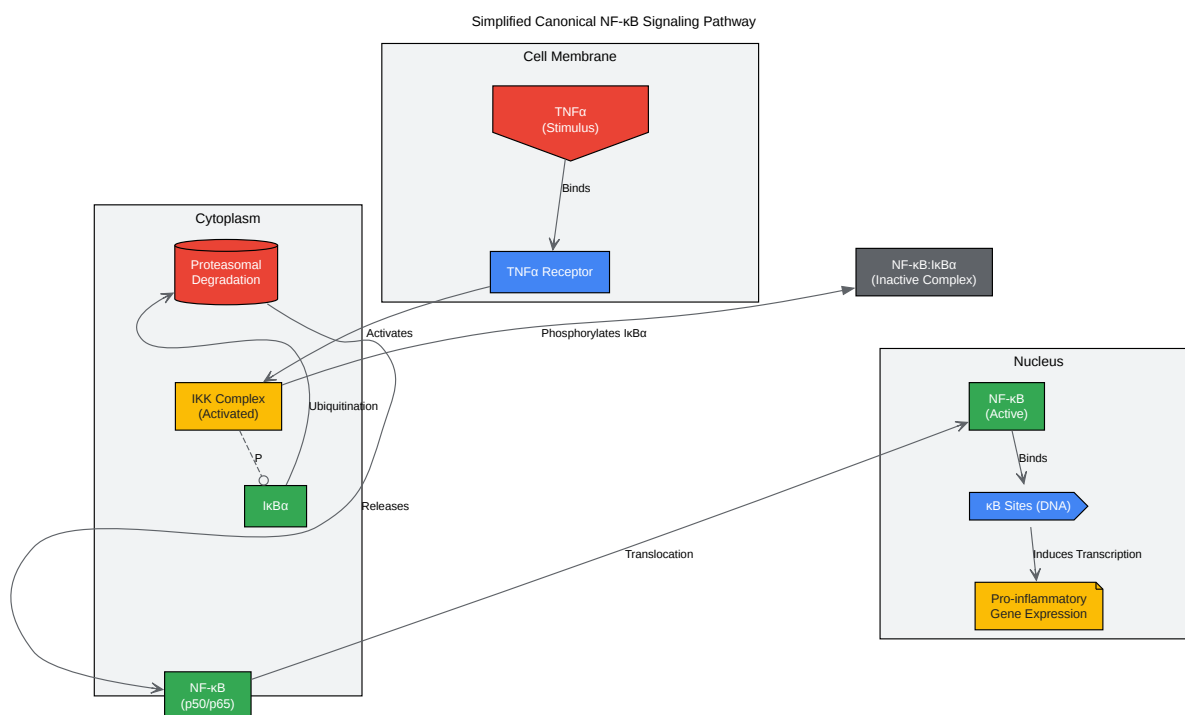 Simplified Canonical NF-κB Signaling Pathway
Cell Membrane
TNFα
(Stimulus)
Binds
TNFα Receptor
Cytoplasm
Proteasomal
Degradation
NF-κB:IκBα
(Inactive Complex)
Activates
Phosphorylates IκBα
Nucleus
IKK Complex
(Activated)
Ubiquitination
NF-κB
(Active)
P
Binds
IκBα
Releases
κB Sites (DNA)
Translocation
Induces Transcription
Pro-inflammatory
Gene Expression
NF-κB
(p50/p65)